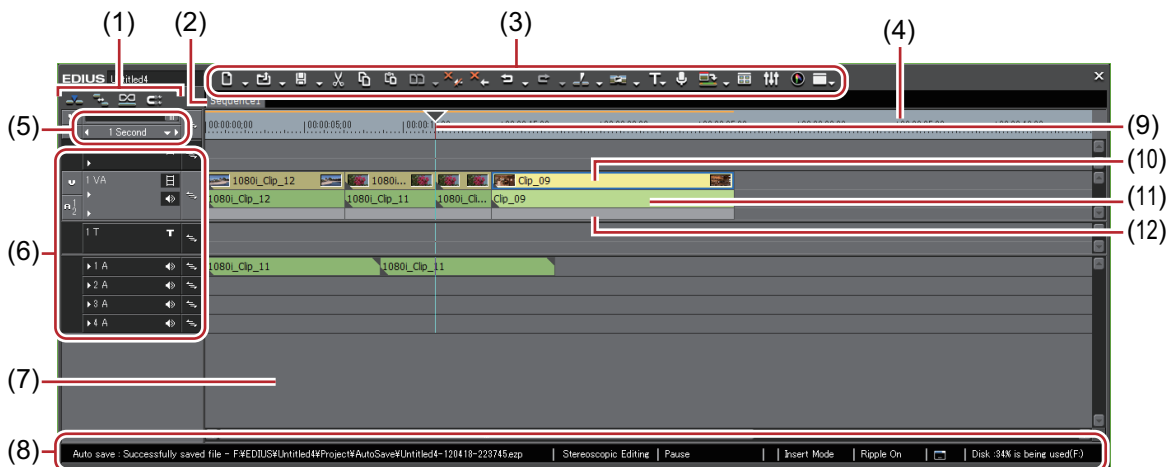 (1)
(2)
(3)
(4)
EDIUS Untitled4
Sequence1
(5)
1 Second
00:00:00;00
00:00:05;00
(9)
(10)
1 VA
1080i_Clip_12
1080i...
Clip_09
1080i_Clip_12
1080i_Clip_11
1080i_Cli...
Clip_09
(11)
(12)
(6)
1 T
T
1 A
1080i_Clip_11
1080i_Clip_11
2 A
3 A
4 A
(7)
(8)
Auto save : Successfully saved file - F:¥EDIUS¥Untitled4¥Project¥AutoSave¥Untitled4-120418-223745.ezp
Stereoscopic Editing
Pause
Insert Mode
Ripple On
Disk :34% is being used(F:)